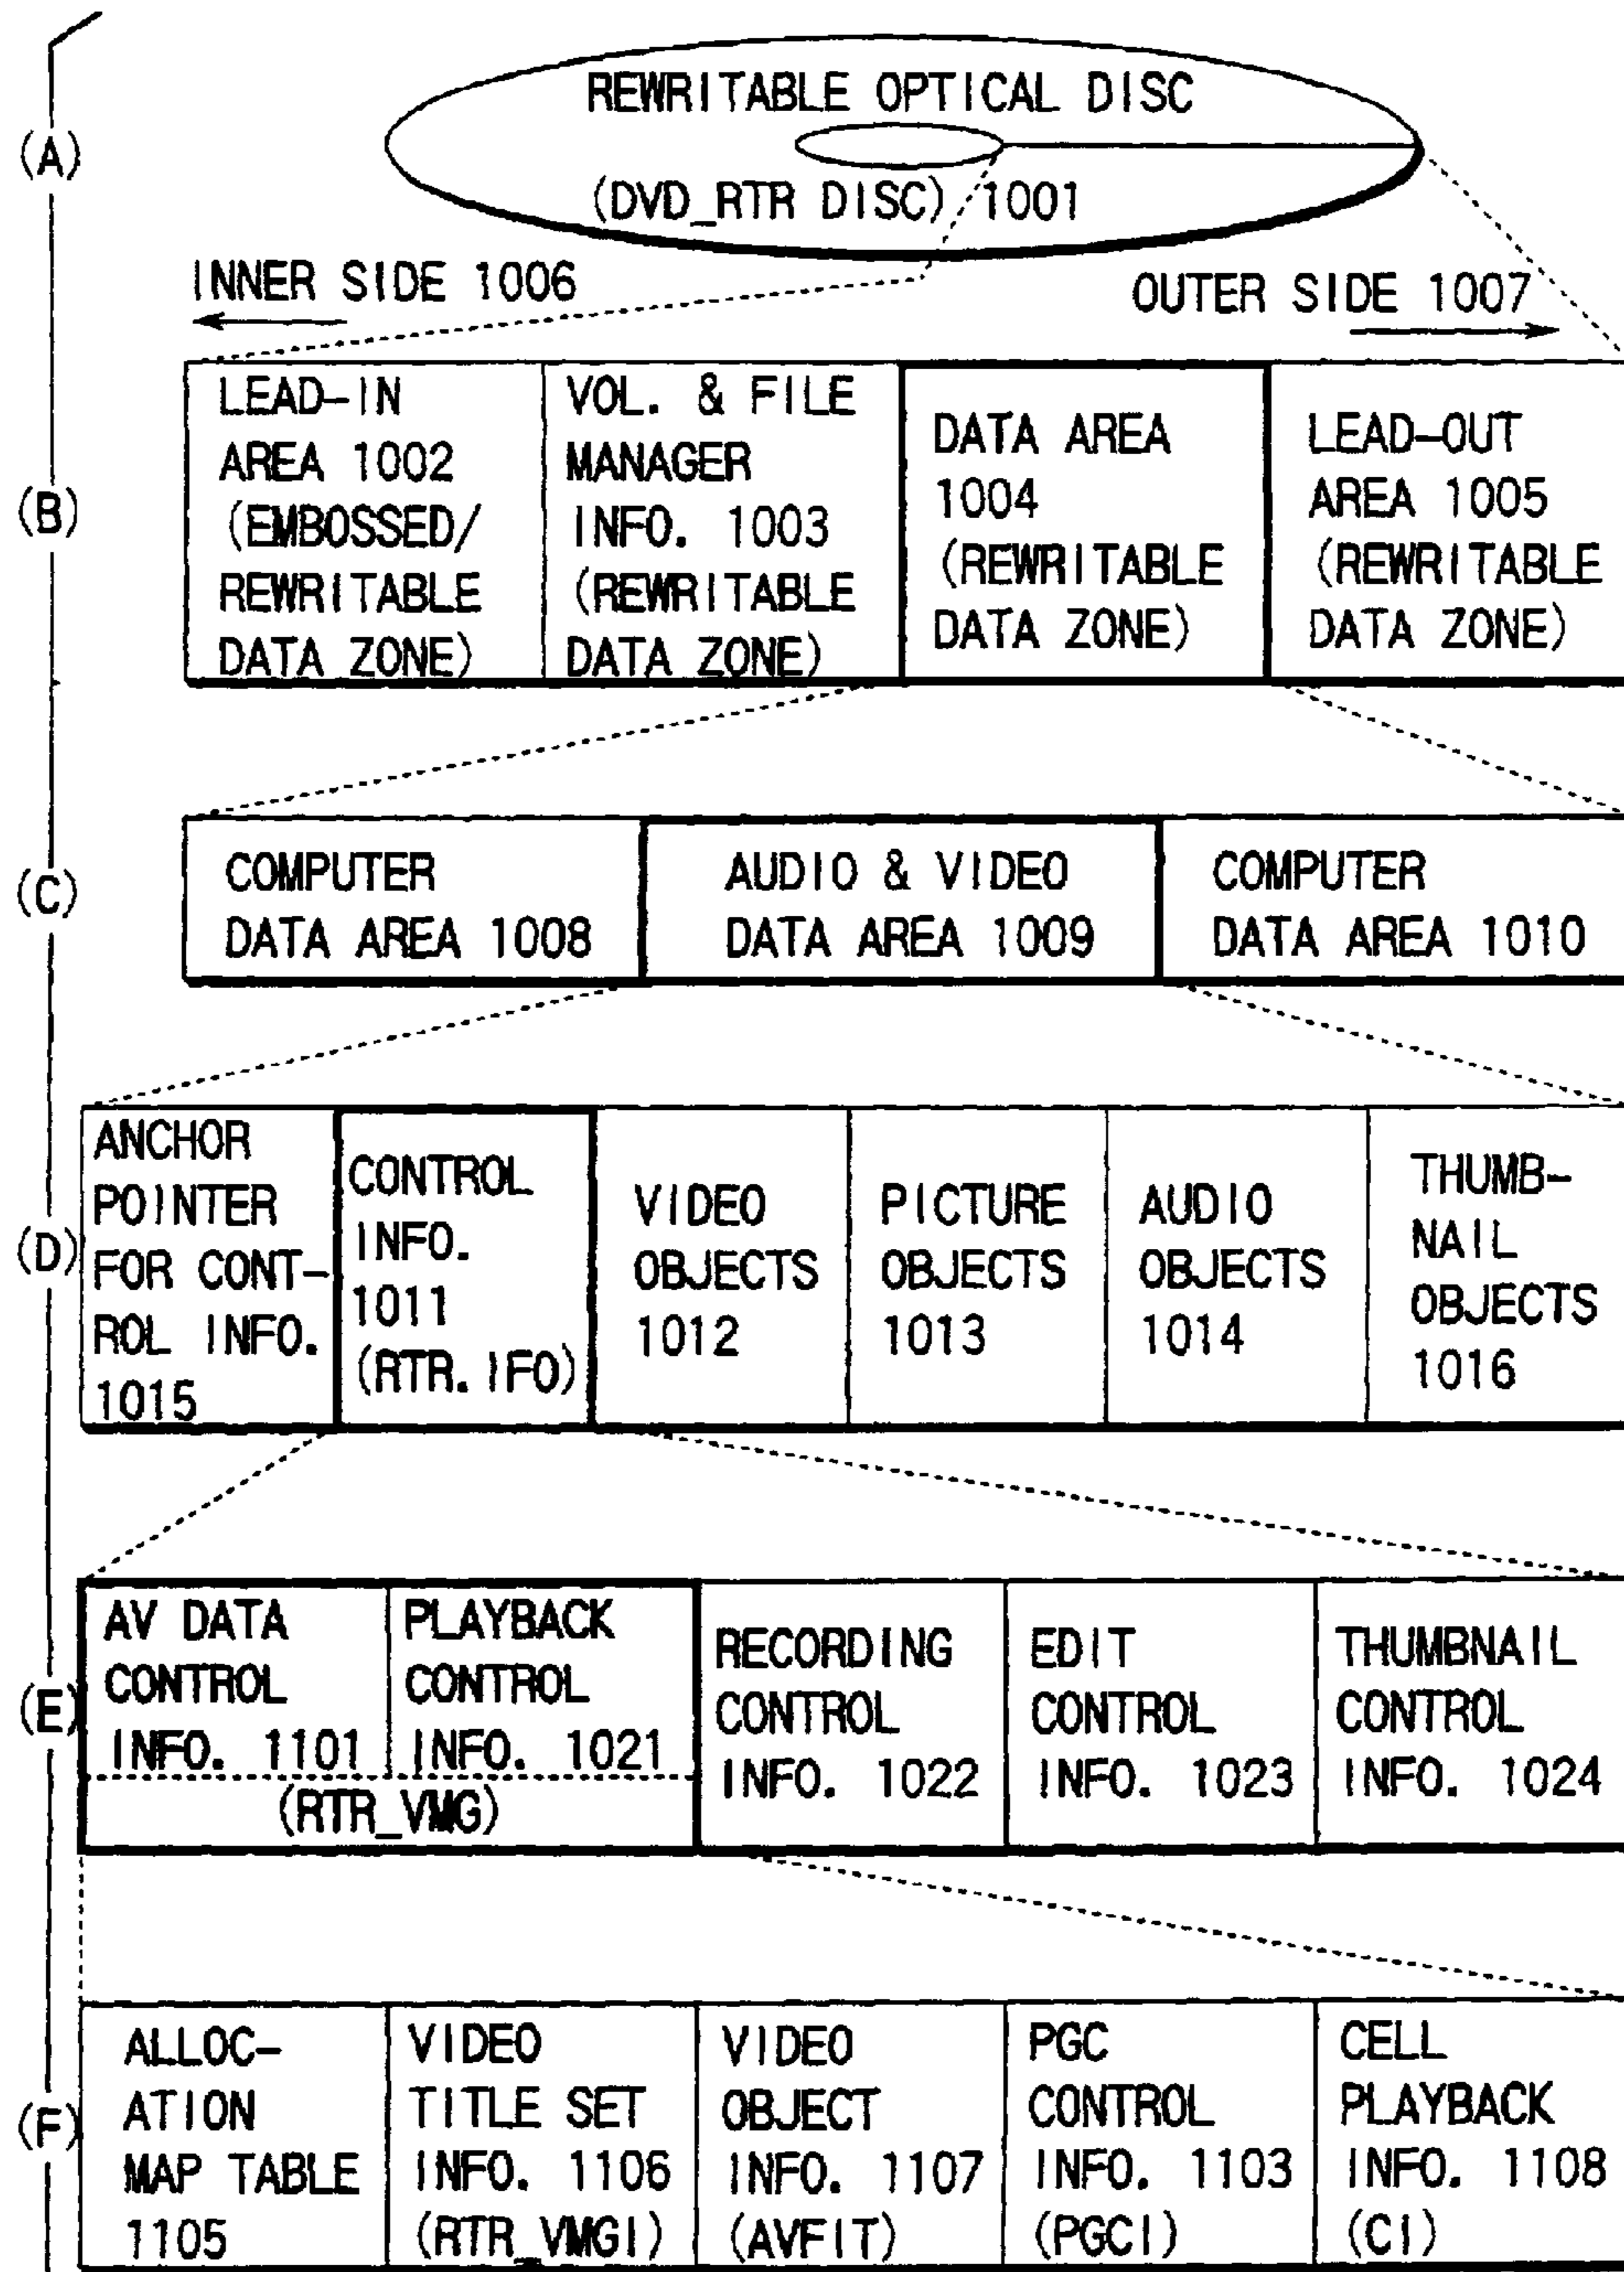 (A)
REWRITABLE OPTICAL DISC
(DVD_RTR DISC) 1001
INNER SIDE 1006
OUTER SIDE 1007
(B)
LEAD-IN
AREA 1002
(EMBOSSED/
REWRITABLE
DATA ZONE)
VOL. & FILE
MANAGER
INFO. 1003
(REWRITABLE
DATA ZONE)
DATA AREA
1004
(REWRITABLE
DATA ZONE)
LEAD-OUT
AREA 1005
(REWRITABLE
DATA ZONE)
(C)
COMPUTER
DATA AREA 1008
AUDIO & VIDEO
DATA AREA 1009
COMPUTER
DATA AREA 1010
(D)
ANCHOR
POINTER
FOR CONT-
ROL INFO.
1015
CONTROL
INFO.
1011
(RTR.IFO)
VIDEO
OBJECTS
1012
PICTURE
OBJECTS
1013
AUDIO
OBJECTS
1014
THUMB-
NAIL
OBJECTS
1016
(E)
AV DATA
CONTROL
INFO. 1101
PLAYBACK
CONTROL
INFO. 1021
(RTR_VMG)
RECORDING
CONTROL
INFO. 1022
EDIT
CONTROL
INFO. 1023
THUMBNAIL
CONTROL
INFO. 1024
(F)
ALLOC-
ATION
MAP TABLE
1105
VIDEO
TITLE SET
INFO. 1106
(RTR_VMGI)
VIDEO
OBJECT
INFO. 1107
(AVFIT)
PGC
CONTROL
INFO. 1103
(PGCI)
CELL
PLAYBACK
INFO. 1108
(CI)